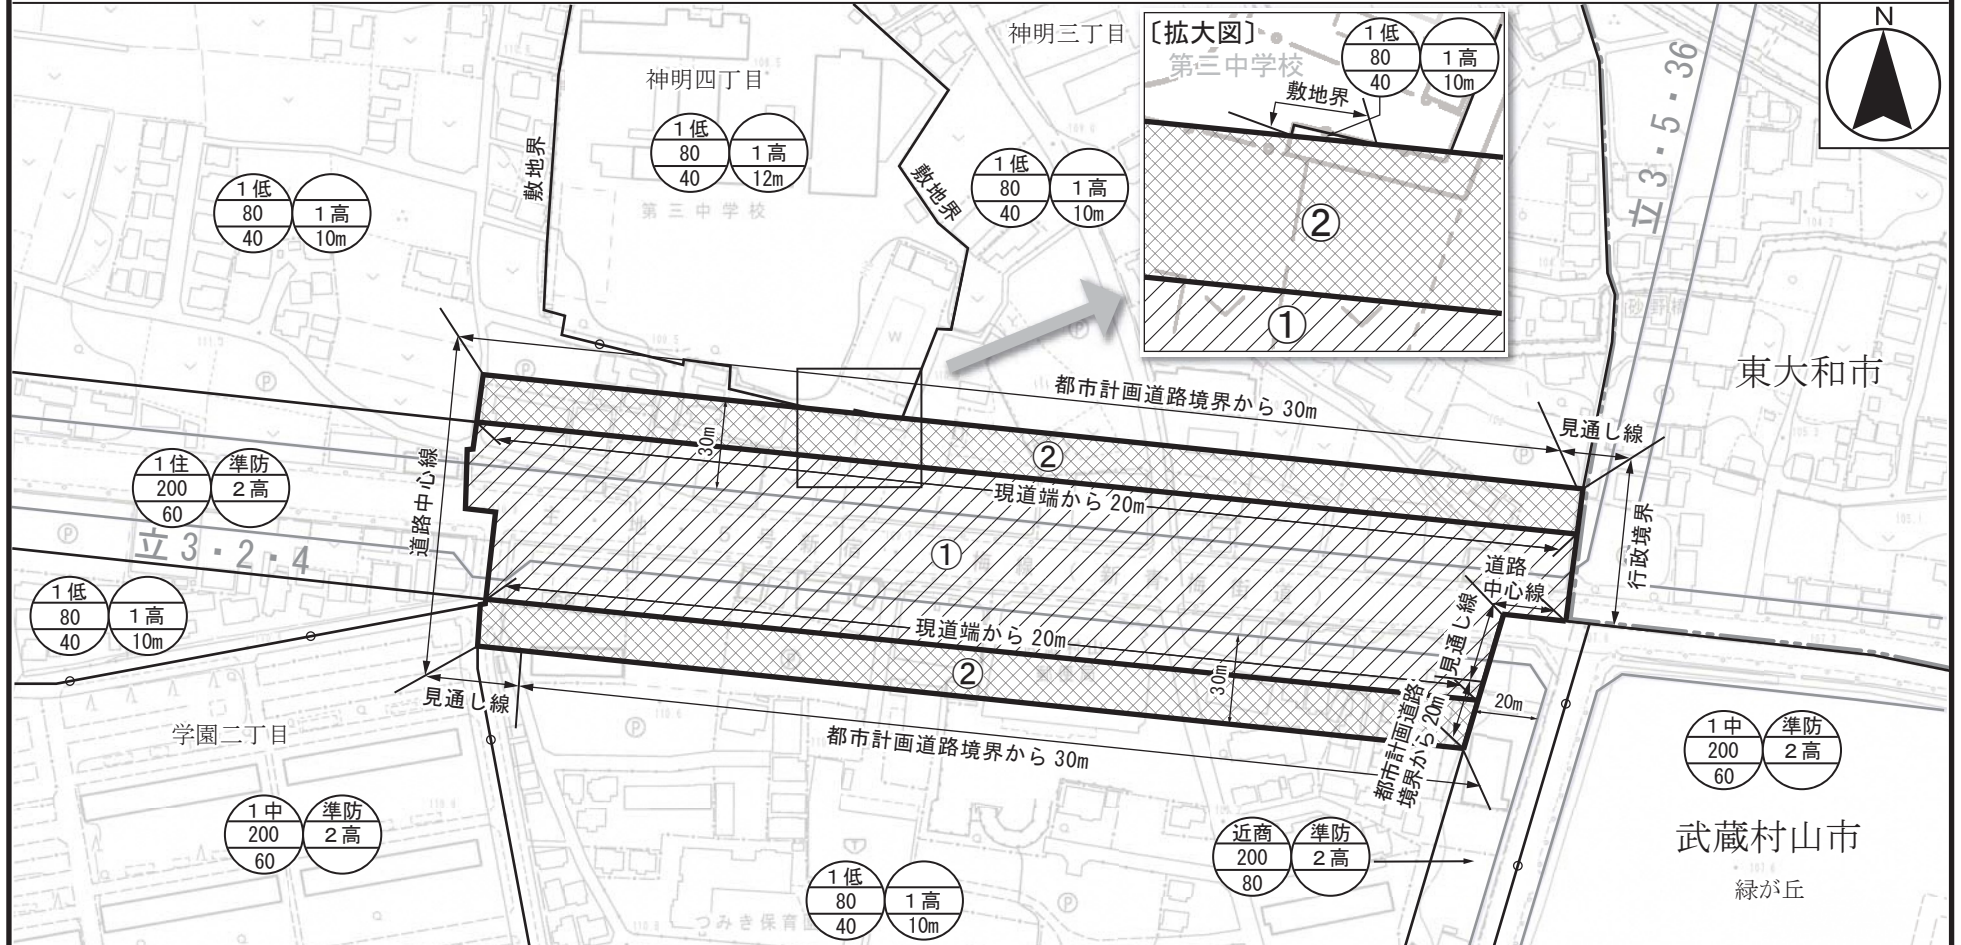 神明三丁目
〔拡大図〕
第三中学校
1低
80
40
1高
10m
敷地界
②
①
N
立3・5・36
神明四丁目
1低
80
40
1高
12m
第三中学校
敷地界
敷地界
1低
80
40
1高
10m
1低
80
40
1高
10m
東大和市
都市計画道路境界から30m
見通し線
30m
②
現道端から20m
道路中心線
1住
200
60
準防
2高
立3・2・4
①
行政境界
道路
中心線
見通し線
1低
80
40
1高
10m
現道端から20m
②
30m
見通し線
都市計画道路
境界から20m
20m
都市計画道路境界から30m
学園二丁目
1中
200
60
準防
2高
1中
200
60
準防
2高
武蔵村山市
緑が丘
近商
200
80
準防
2高
1低
80
40
1高
10m
つみき保育園